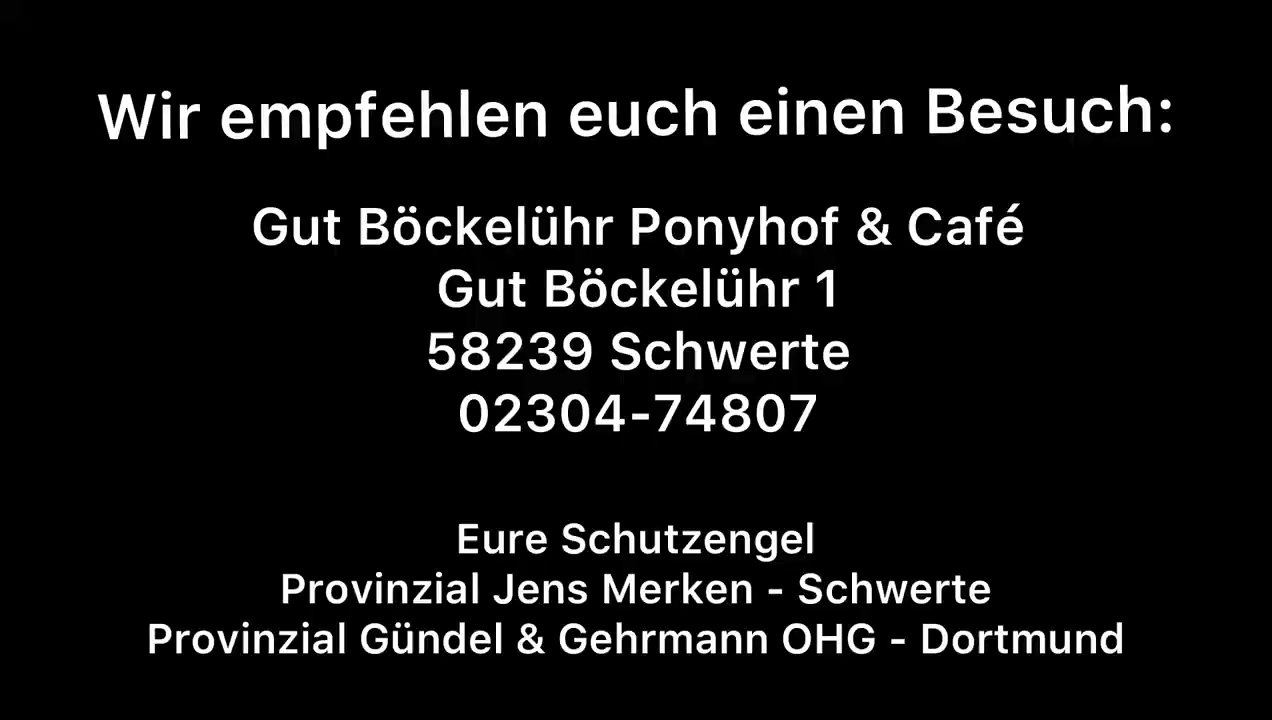 Wir empfehlen euch einen Besuch:
Gut Böckelühr Ponyhof & Café
Gut Böckelühr 1
58239 Schwerte
02304-74807
Eure Schutzengel
Provinzial Jens Merken - Schwerte
Provinzial Gündel & Gehrmann OHG - Dortmund